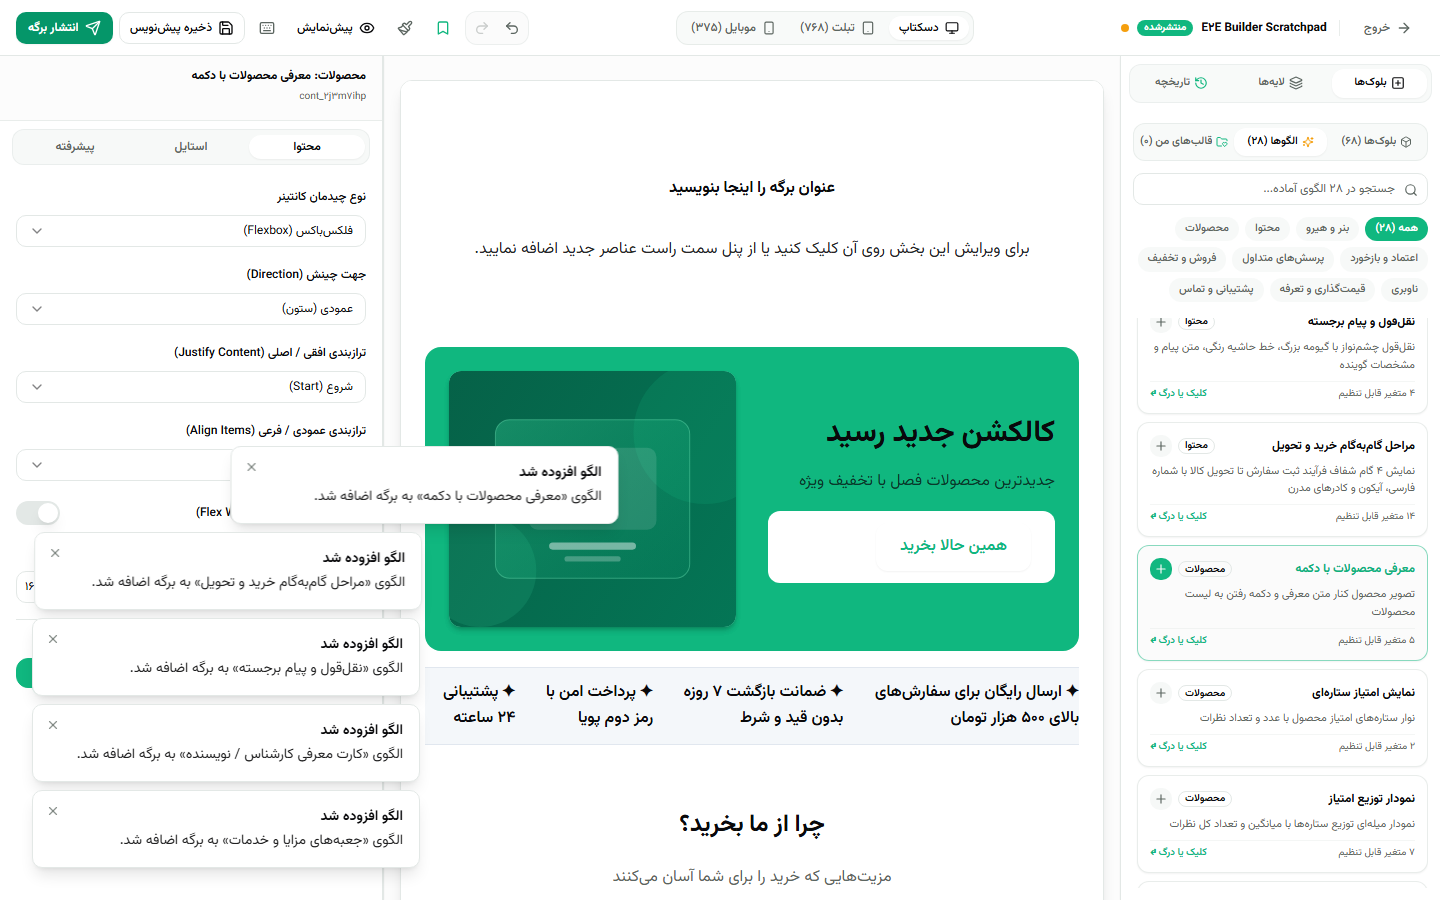 خروج
E2E Builder Scratchpad
منتشرشده
دسکتاپ
تبلت (۷۶۸)
موبایل (۳۷۵)
پیش‌نمایش
ذخیره پیش‌نویس
انتشار برگه
بلوک‌ها
لایه‌ها
تاریخچه
بلوک‌ها (۶۸)
الگوها (۲۸)
قالب‌های من (۰)
جستجو در ۲۸ الگوی آماده...
همه (۲۸)
بنر و هیرو
محتوا
محصولات
اعتماد و بازخورد
پرسش‌های متداول
فروش و تخفیف
ناوبری
قیمت‌گذاری و تعرفه
پشتیبانی و تماس
نقل‌قول و پیام برجسته
محتوا
نقل‌قول چشم‌نواز با گیومه بزرگ، خط حاشیه رنگی، متن پیام و
مشخصات گوینده
۴ متغیر قابل تنظیم
کلیک یا درگ
مراحل گام‌به‌گام خرید و تحویل
محتوا
نمایش ۴ گام شفاف فرآیند ثبت سفارش تا تحویل کالا با شماره
فارسی، آیکون و کادرهای مدرن
۱۴ متغیر قابل تنظیم
کلیک یا درگ
معرفی محصولات با دکمه
محصولات
تصویر محصول کنار متن معرفی و دکمه رفتن به لیست
محصولات
۵ متغیر قابل تنظیم
کلیک یا درگ
نمایش امتیاز ستاره‌ای
محصولات
نوار ستاره‌های امتیاز محصول با عدد و تعداد نظرات
۲ متغیر قابل تنظیم
کلیک یا درگ
نمودار توزیع امتیاز
محصولات
نمودار میله‌ای توزیع ستاره‌ها با میانگین و تعداد کل نظرات
۷ متغیر قابل تنظیم
کلیک یا درگ
عنوان برگه را اینجا بنویسید
برای ویرایش این بخش روی آن کلیک کنید یا از پنل سمت راست عناصر جدید اضافه نمایید.
کالکشن جدید رسید
جدیدترین محصولات فصل با تخفیف ویژه
همین حالا بخرید
✦ ارسال رایگان برای سفارش‌های
بالای ۵۰۰ هزار تومان
✦ ضمانت بازگشت ۷ روزه
بدون قید و شرط
✦ پرداخت امن با
رمز دوم پویا
✦ پشتیبانی
۲۴ ساعته
چرا از ما بخرید؟
مزیت‌هایی که خرید را برای شما آسان می‌کنند
محصولات: معرفی محصولات با دکمه
cont_2j3m7ihp
محتوا
استایل
پیشرفته
نوع چیدمان کانتینر
فلکس‌باکس (Flexbox)
جهت چینش (Direction)
عمودی (ستون)
ترازبندی افقی / اصلی (Justify Content)
شروع (Start)
ترازبندی عمودی / فرعی (Align Items)
(Flex W
۱۶
الگو افزوده شد
الگوی «معرفی محصولات با دکمه» به برگه اضافه شد.
الگو افزوده شد
الگوی «مراحل گام‌به‌گام خرید و تحویل» به برگه اضافه شد.
الگو افزوده شد
الگوی «نقل‌قول و پیام برجسته» به برگه اضافه شد.
الگو افزوده شد
الگوی «کارت معرفی کارشناس / نویسنده» به برگه اضافه شد.
الگو افزوده شد
الگوی «جعبه‌های مزایا و خدمات» به برگه اضافه شد.